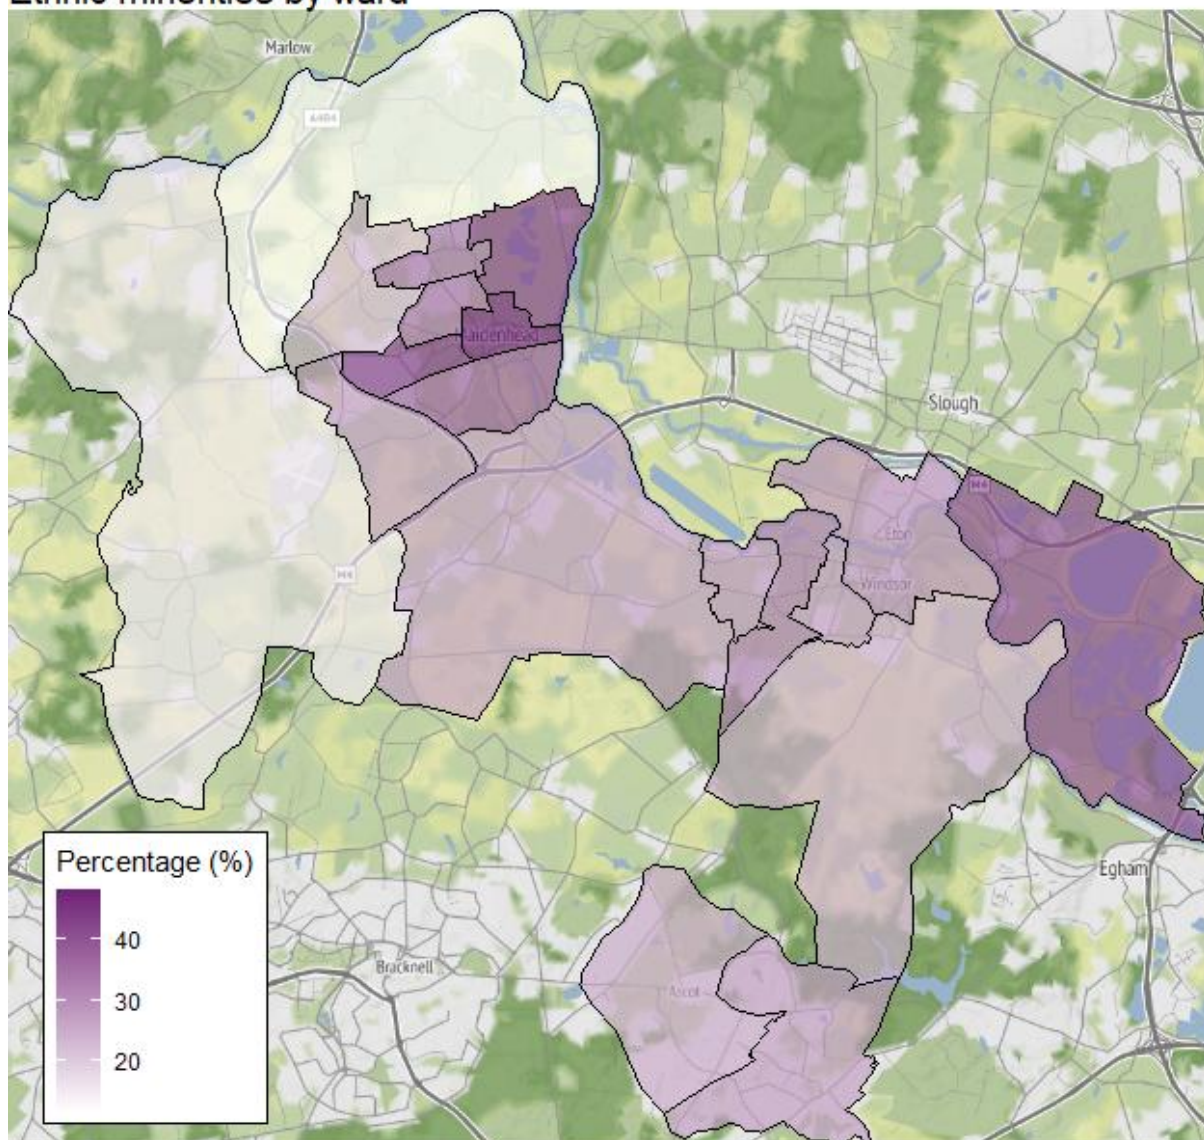 Ethnic minorities by ward
Marlow
A404
Maidenhead
Slough
M4
Eton
Windsor
M4
Percentage (%)
40
30
20
Egham
Bracknell
Ascot